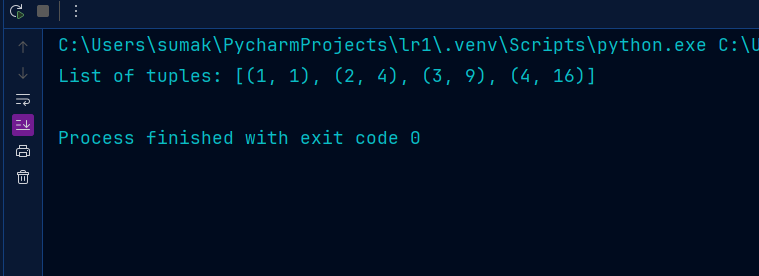 C:\Users\sumak\PycharmProjects\lr1\.venv\Scripts\python.exe C:\U
List of tuples: [(1, 1), (2, 4), (3, 9), (4, 16)]
Process finished with exit code 0